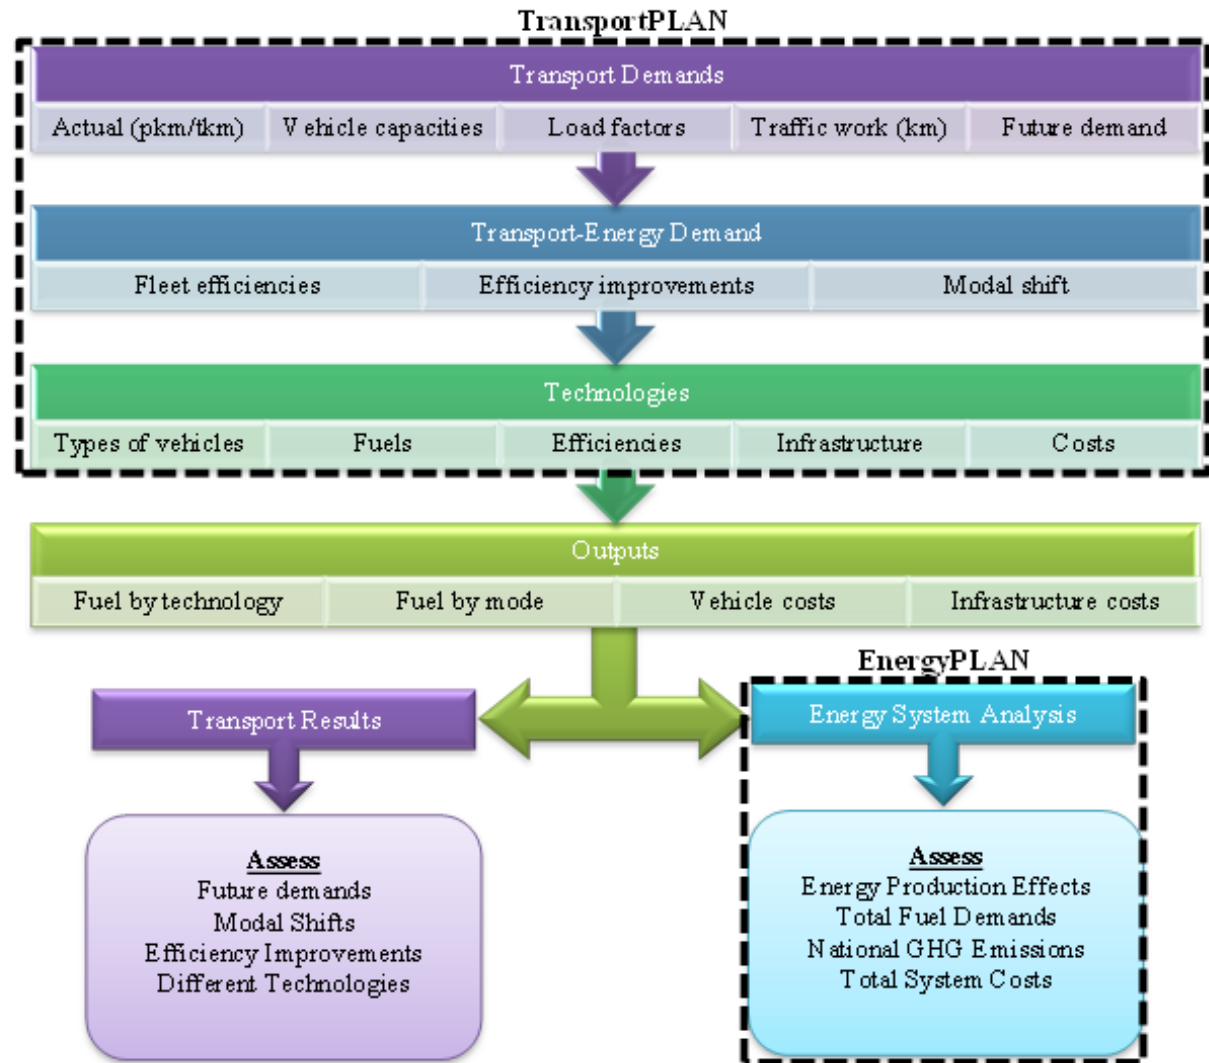 TransportPLAN
Transport Demands
Actual (pkm/tkm) Vehicle capacities Load factors Traffic work (km) Future demand
Transport-Energy Demand
Fleet efficiencies Efficiency improvements Modal shift
Technologies
Types of vehicles Fuels Efficiencies Infrastructure Costs
Outputs
Fuel by technology Fuel by mode Vehicle costs Infrastructure costs
EnergyPLAN
Transport Results
Energy System Analysis
Assess
Future demands
Modal Shifts
Efficiency Improvements
Different Technologies
Assess
Energy Production Effects
Total Fuel Demands
National GHG Emissions
Total System Costs